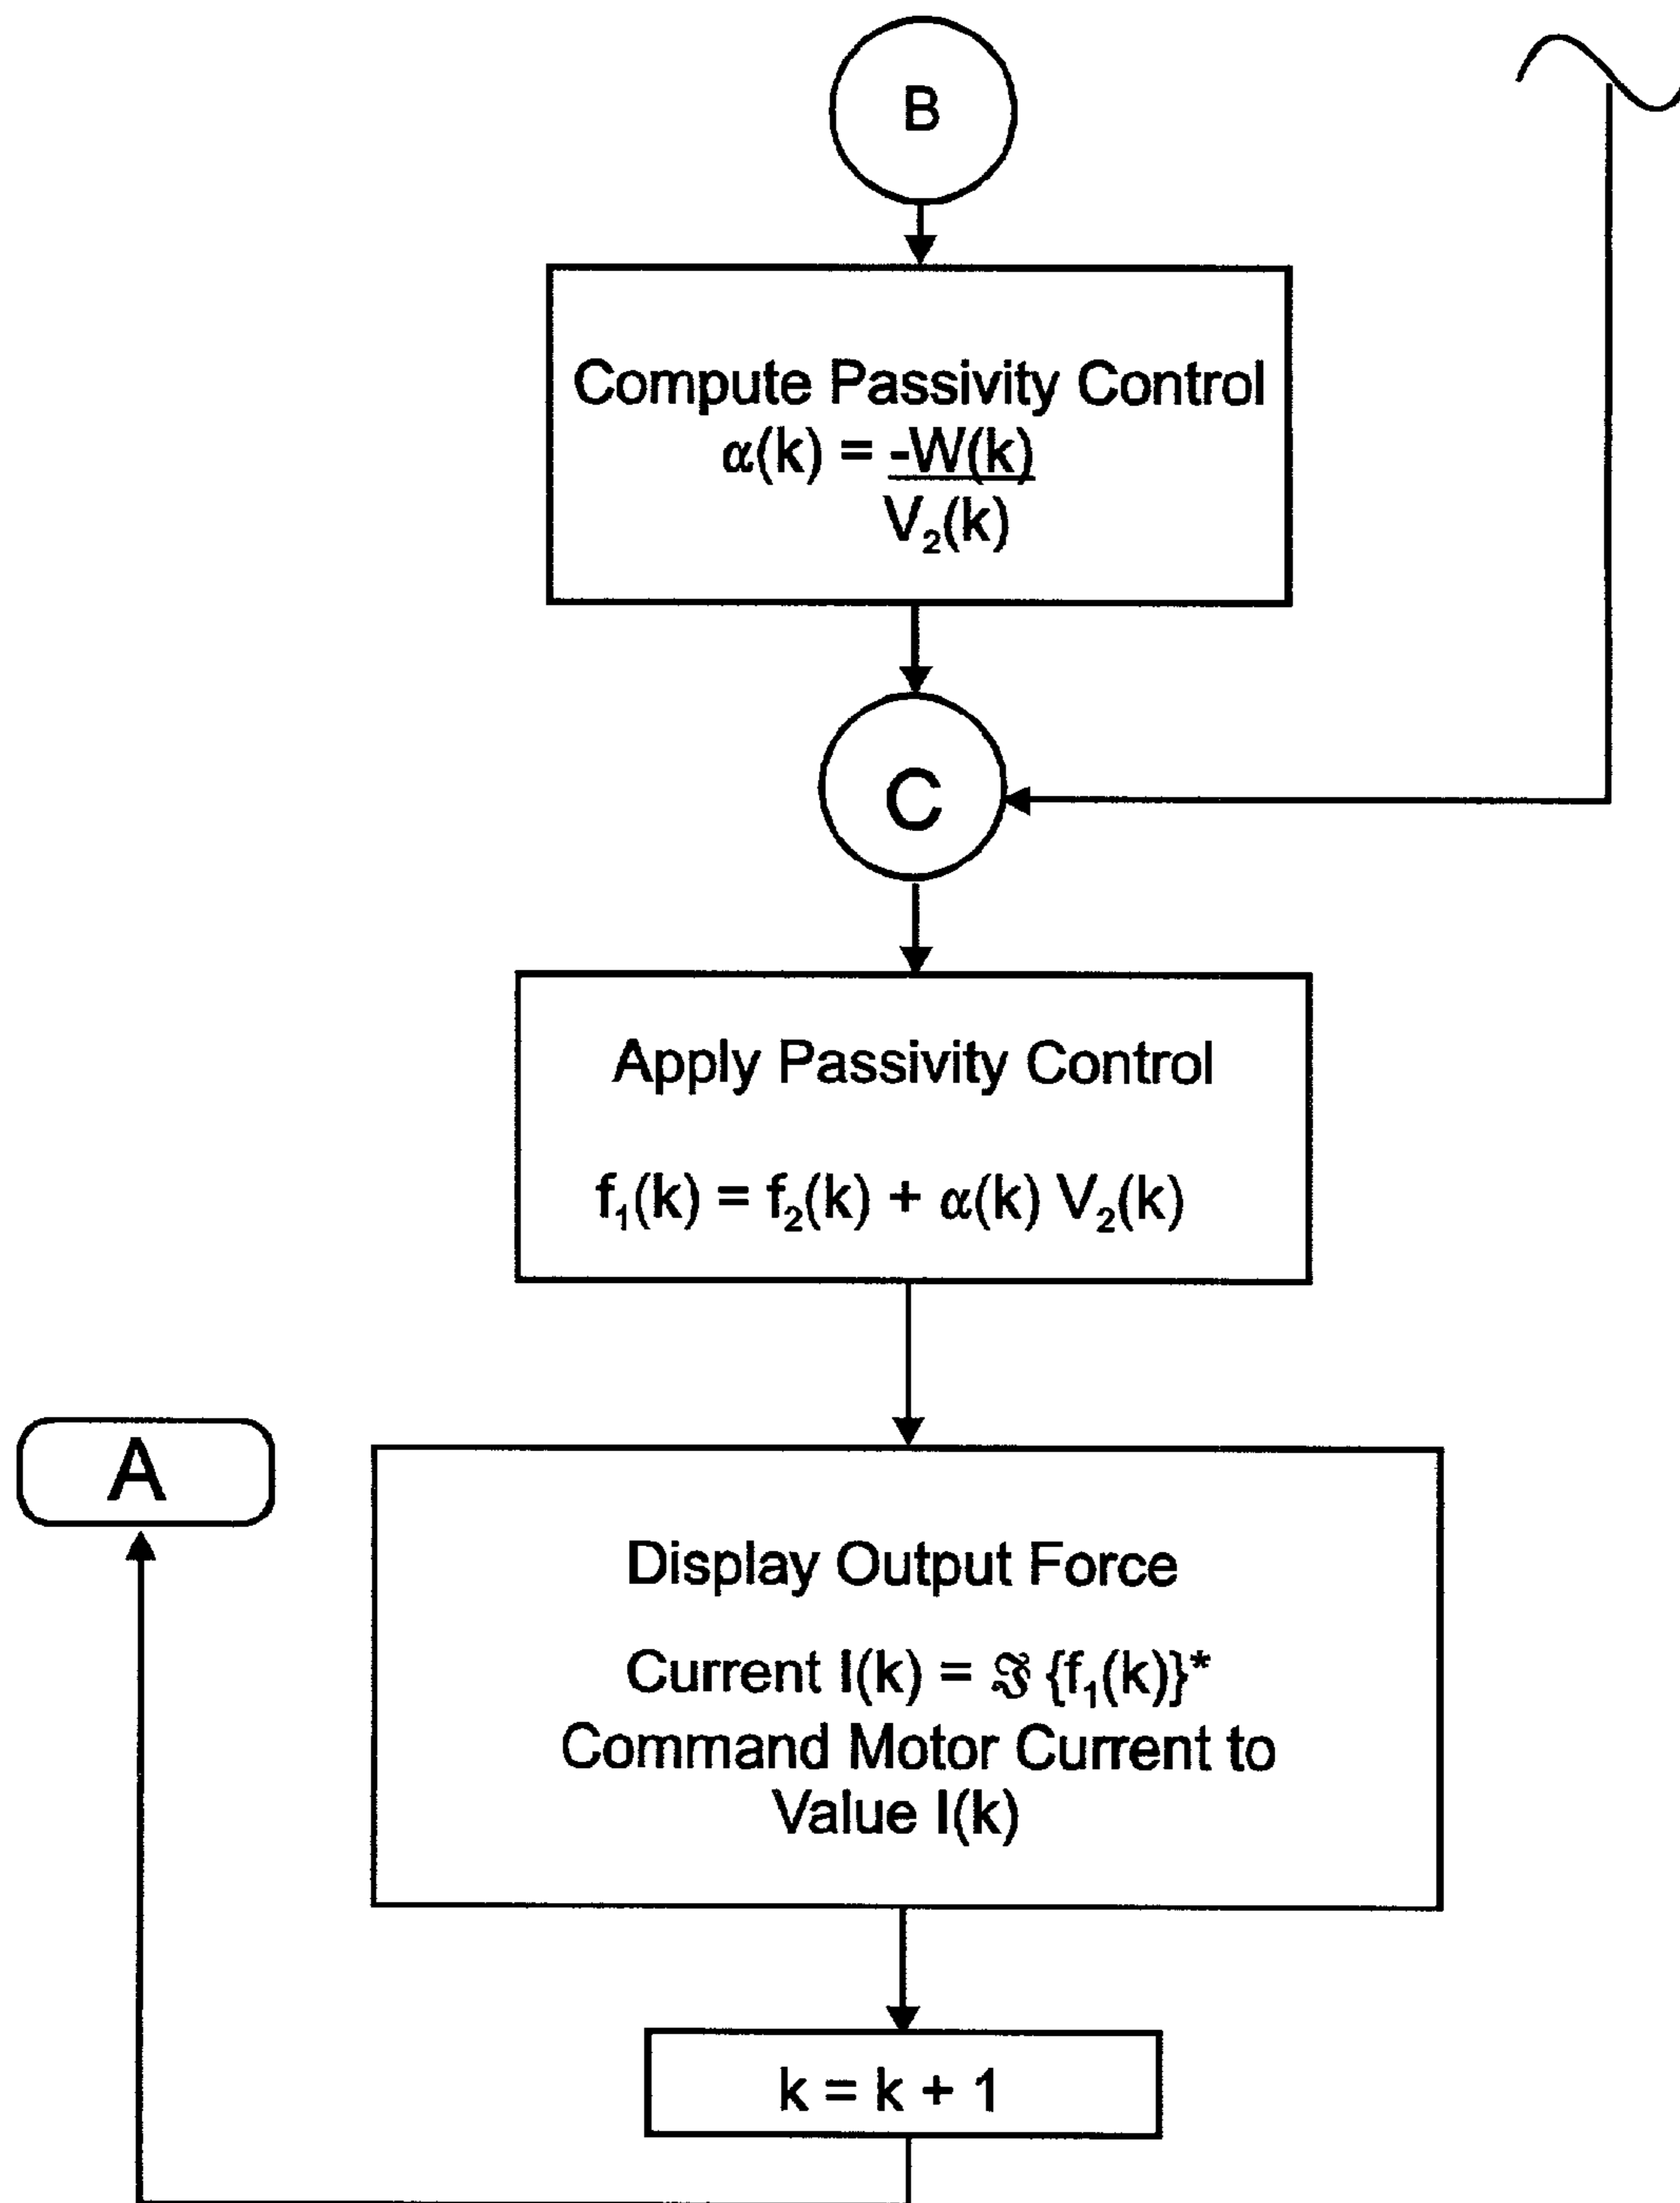 B
Compute Passivity Control
α(k) = -W(k)
V₂(k)
C
Apply Passivity Control
f₁(k) = f₂(k) + α(k) V₂(k)
A
Display Output Force
Current I(k) = ℑ {f₁(k)}*
Command Motor Current to
Value I(k)
k = k + 1